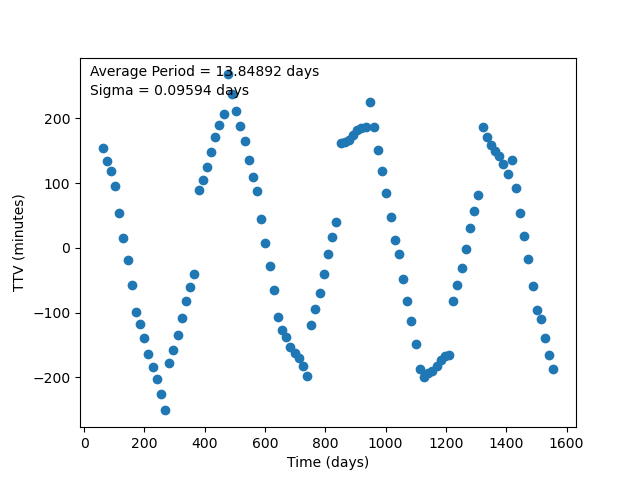 Average Period = 13.84892 days
Sigma = 0.09594 days
200
100
0
−100
−200
TTV (minutes)
0 200 400 600 800 1000 1200 1400 1600
Time (days)